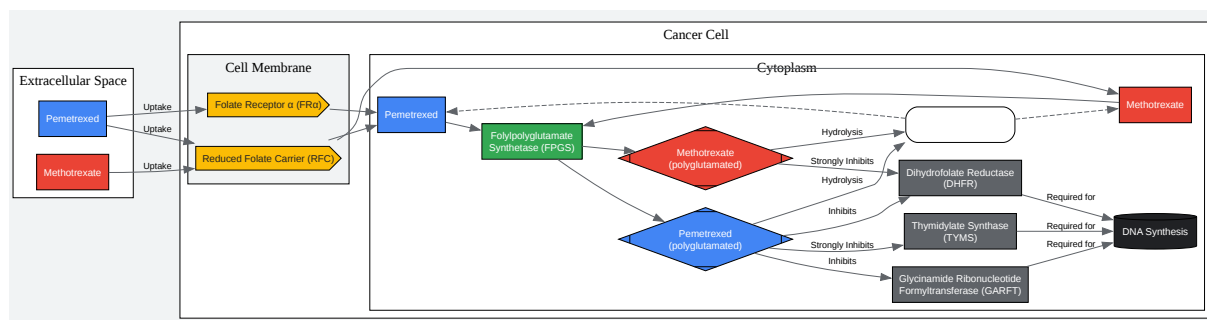 Cancer Cell
Extracellular Space
Cell Membrane
Cytoplasm
Pemetrexed
Methotrexate
Uptake
Uptake
Uptake
Folate Receptor α (FRα)
Reduced Folate Carrier (RFC)
Pemetrexed
Folylpolyglutamate
Synthetase (FPGS)
Methotrexate
(polyglutamated)
Pemetrexed
(polyglutamated)
Hydrolysis
Strongly Inhibits
Hydrolysis
Inhibits
Strongly Inhibits
Inhibits
Dihydrofolate Reductase
(DHFR)
Thymidylate Synthase
(TYMS)
Glycinamide Ribonucleotide
Formyltransferase (GARFT)
Methotrexate
Required for
Required for
Required for
DNA Synthesis